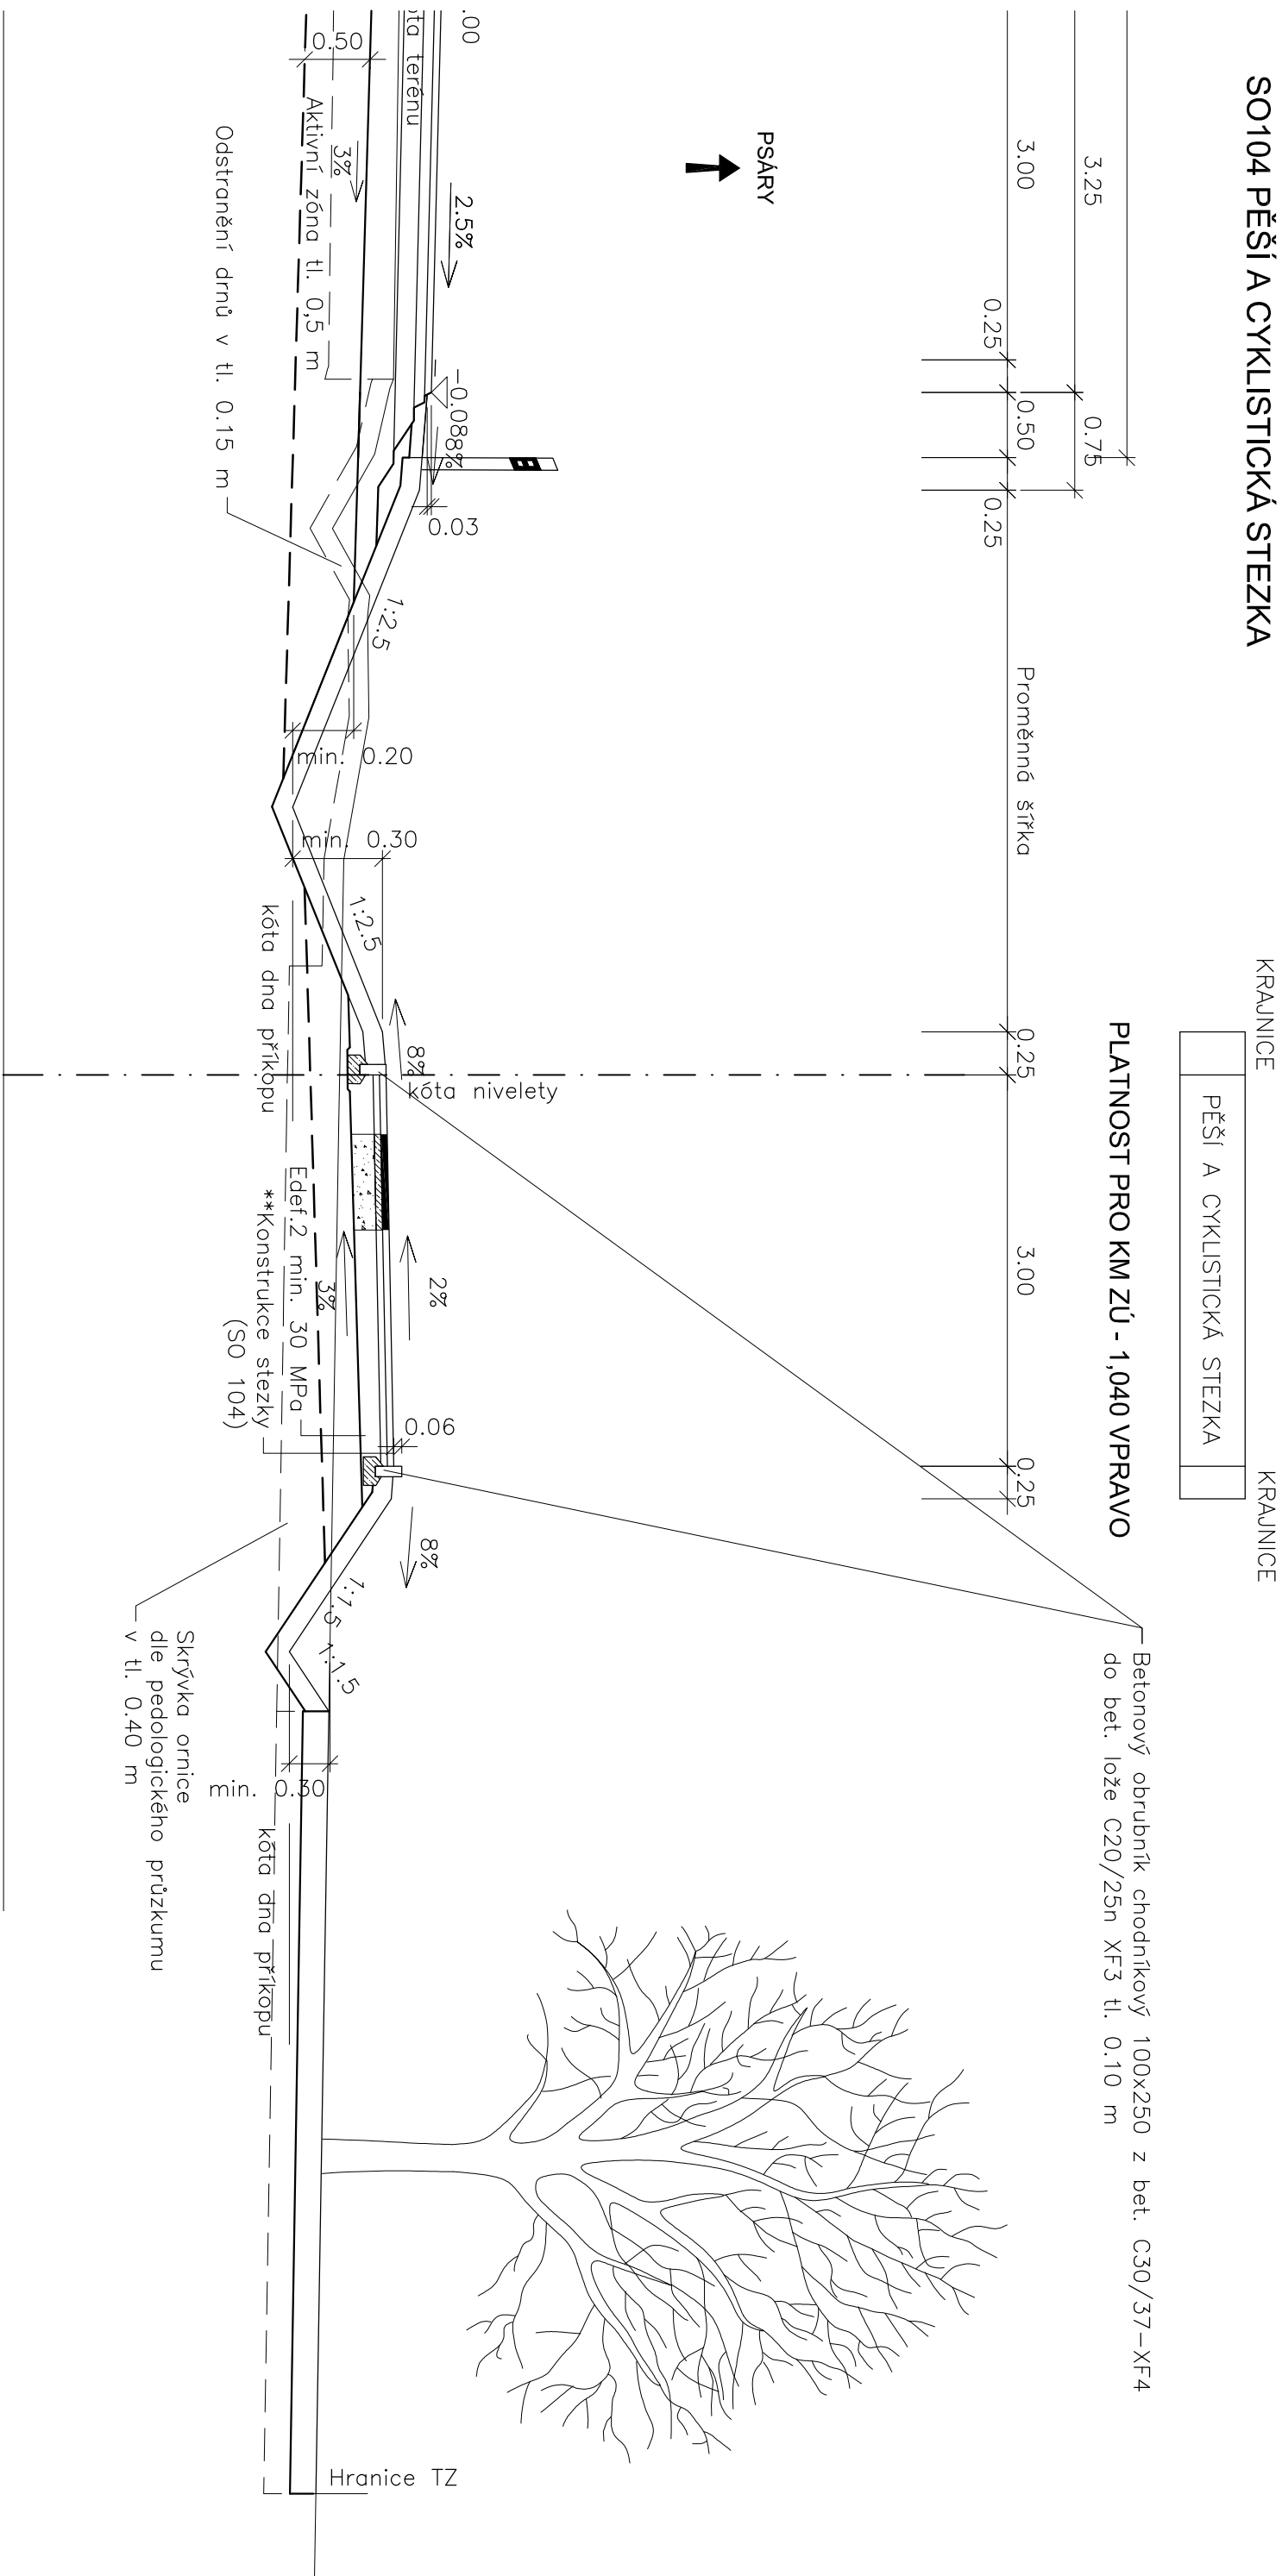 SO104 PĚŠÍ A CYKLISTICKÁ STEZKA
KRAJNICE
PĚŠÍ A CYKLISTICKÁ STEZKA
KRAJNICE
PLATNOST PRO KM ZÚ - 1,040 VPRAVO
Betonový obrubník chodníkový 100x250 z bet. C30/37-XF4
do bet. lože C20/25n XF3 tl. 0.10 m
3.25
0.75
3.00
0.25
0.50
0.25
Proměnná šířka
0.25
3.00
0.25
PSÁRY
.00
2.5%
-0.08
8%
0.03
kóta nivelety
8%
2%
0.06
8%
ota terénu
1:2.5
min. 0.20
min. 0.30
1:2.5
3%
1:1.5
1:1.5
0.50
3%
Aktivní zóna tl. 0,5 m
Odstranění drnů v tl. 0.15 m
kóta dna příkopu
Edef.2 min. 30 MPa
**Konstrukce stezky
(SO 104)
min. 0.30
kóta dna příkopu
Skrývka ornice
dle pedologického průzkumu
v tl. 0.40 m
Hranice TZ